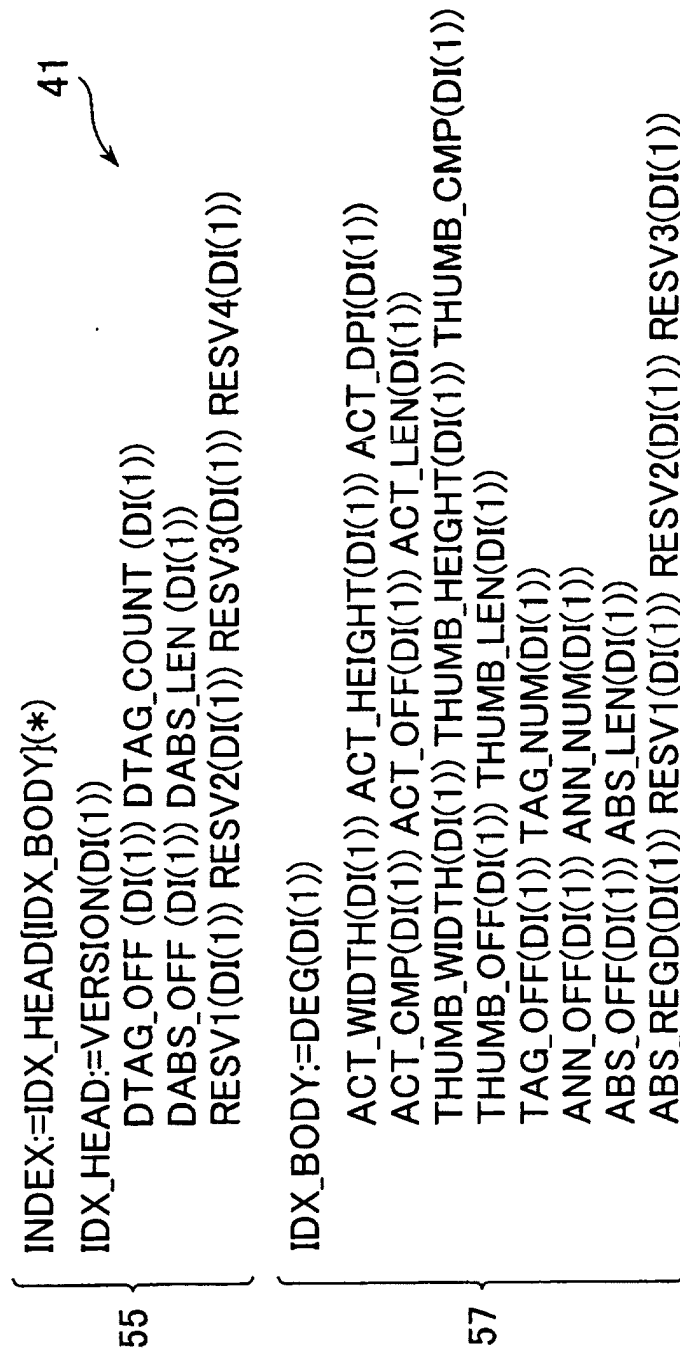 41
55
INDEX:=IDX_HEAD{IDX_BODY}(*)
IDX_HEAD:=VERSION(DI(1))
DTAG_OFF (DI(1)) DTAG_COUNT (DI(1))
DABS_OFF (DI(1)) DABS_LEN (DI(1))
RESV1(DI(1)) RESV2(DI(1)) RESV3(DI(1)) RESV4(DI(1))
57
IDX_BODY:=DEG(DI(1))
ACT_WIDTH(DI(1)) ACT_HEIGHT(DI(1)) ACT_DPI(DI(1))
ACT_CMP(DI(1)) ACT_OFF(DI(1)) ACT_LEN(DI(1))
THUMB_WIDTH(DI(1)) THUMB_HEIGHT(DI(1)) THUMB_CMP(DI(1))
THUMB_OFF(DI(1)) THUMB_LEN(DI(1))
TAG_OFF(DI(1)) TAG_NUM(DI(1))
ANN_OFF(DI(1)) ANN_NUM(DI(1))
ABS_OFF(DI(1)) ABS_LEN(DI(1))
ABS_REGD(DI(1)) RESV1(DI(1)) RESV2(DI(1)) RESV3(DI(1))